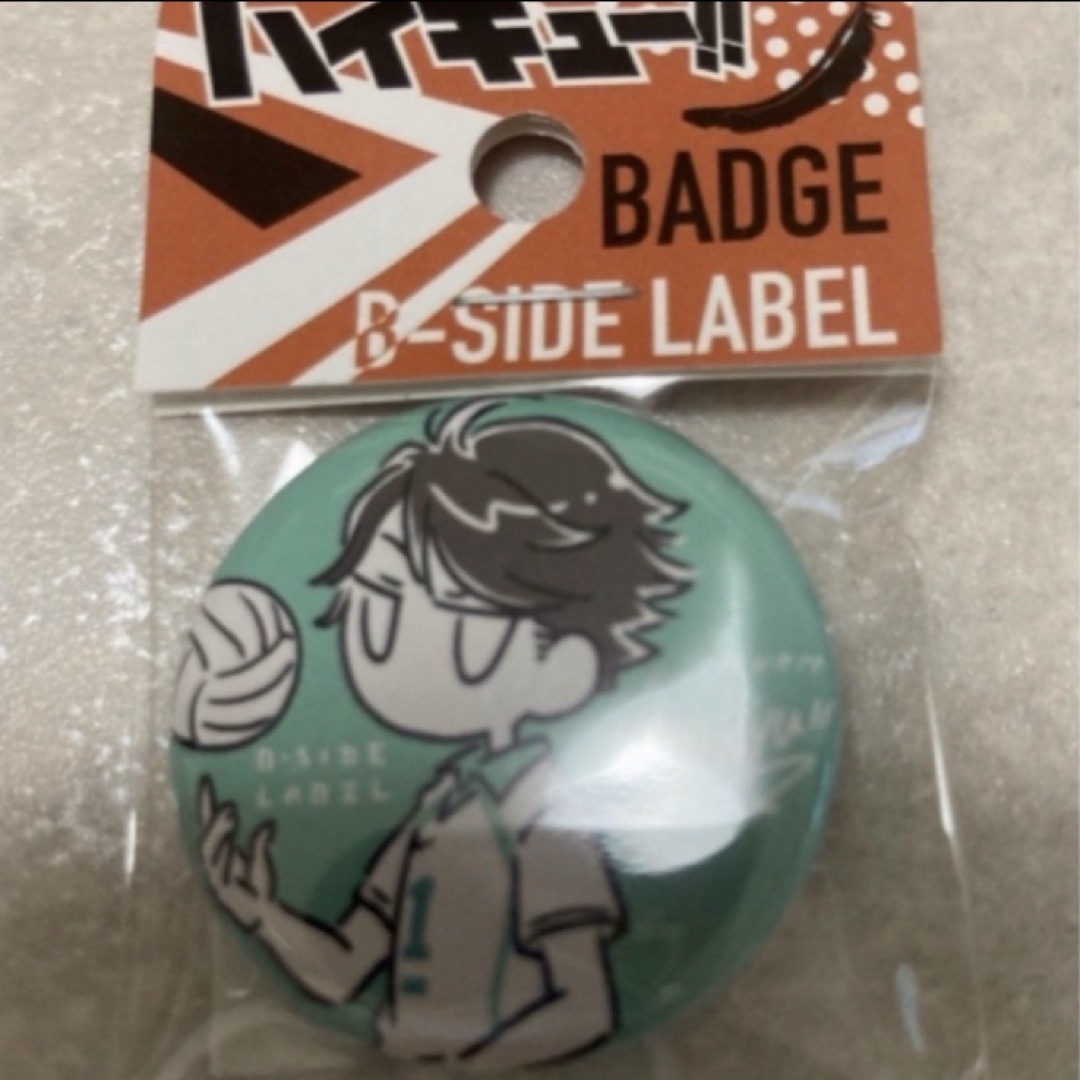 ハイキュー!!
BADGE
B-SIDE LABEL
B-SIDE
LABEL
1